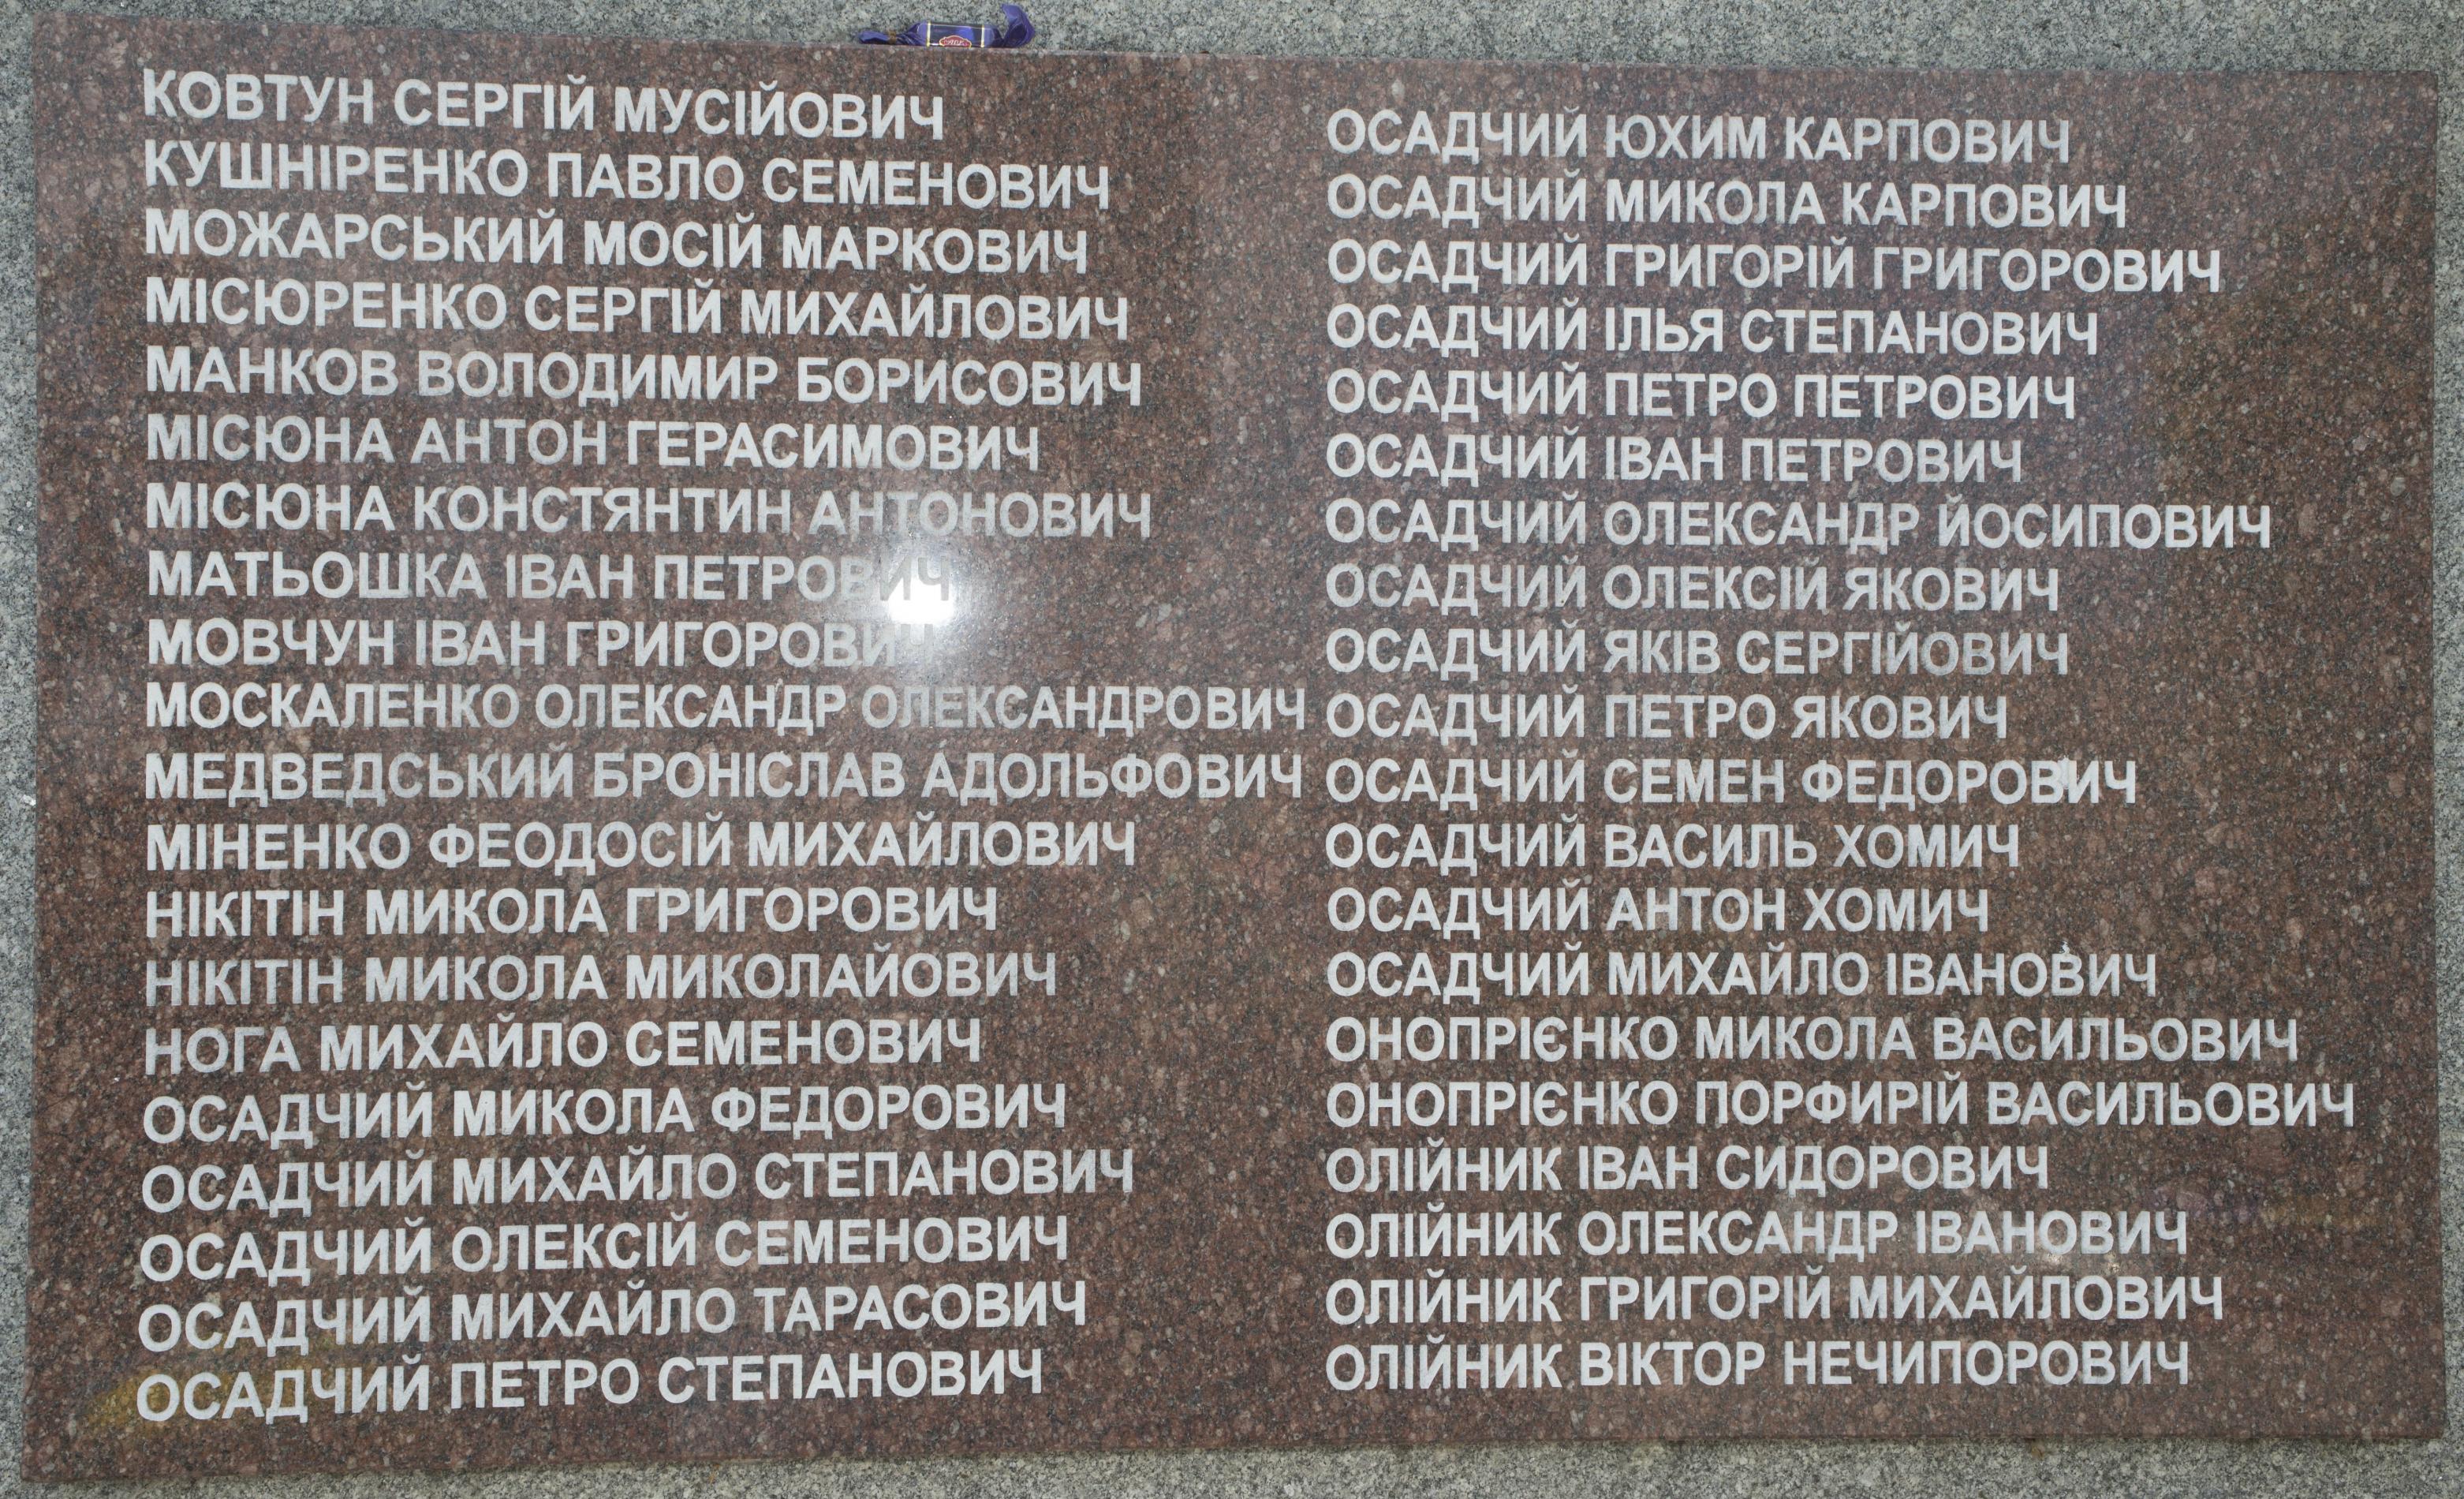 КОВТУН СЕРГІЙ МУСІЙОВИЧ
КУШНІРЕНКО ПАВЛО СЕМЕНОВИЧ
МОЖАРСЬКИЙ МОСІЙ МАРКОВИЧ
МІСЮРЕНКО СЕРГІЙ МИХАЙЛОВИЧ
МАНКОВ ВОЛОДИМИР БОРИСОВИЧ
МІСЮНА АНТОН ГЕРАСИМОВИЧ
МІСЮНА КОНСТЯНТИН АНТОНОВИЧ
МАТЬОШКА ІВАН ПЕТРОВИЧ
МОВЧУН ІВАН ГРИГОРОВИЧ
МОСКАЛЕНКО ОЛЕКСАНДР ОЛЕКСАНДРОВИЧ
МЕДВЕДСЬКИЙ БРОНІСЛАВ АДОЛЬФОВИЧ
МІНЕНКО ФЕОДОСІЙ МИХАЙЛОВИЧ
НІКІТІН МИКОЛА ГРИГОРОВИЧ
НІКІТІН МИКОЛА МИКОЛАЙОВИЧ
НОГА МИХАЙЛО СЕМЕНОВИЧ
ОСАДЧИЙ МИКОЛА ФЕДОРОВИЧ
ОСАДЧИЙ МИХАЙЛО СТЕПАНОВИЧ
ОСАДЧИЙ ОЛЕКСІЙ СЕМЕНОВИЧ
ОСАДЧИЙ МИХАЙЛО ТАРАСОВИЧ
ОСАДЧИЙ ПЕТРО СТЕПАНОВИЧ
ОСАДЧИЙ ЮХИМ КАРПОВИЧ
ОСАДЧИЙ МИКОЛА КАРПОВИЧ
ОСАДЧИЙ ГРИГОРІЙ ГРИГОРОВИЧ
ОСАДЧИЙ ІЛЬЯ СТЕПАНОВИЧ
ОСАДЧИЙ ПЕТРО ПЕТРОВИЧ
ОСАДЧИЙ ІВАН ПЕТРОВИЧ
ОСАДЧИЙ ОЛЕКСАНДР ЙОСИПОВИЧ
ОСАДЧИЙ ОЛЕКСІЙ ЯКОВИЧ
ОСАДЧИЙ ЯКІВ СЕРГІЙОВИЧ
ОСАДЧИЙ ПЕТРО ЯКОВИЧ
ОСАДЧИЙ СЕМЕН ФЕДОРОВИЧ
ОСАДЧИЙ ВАСИЛЬ ХОМИЧ
ОСАДЧИЙ АНТОН ХОМИЧ
ОСАДЧИЙ МИХАЙЛО ІВАНОВИЧ
ОНОПРІЄНКО МИКОЛА ВАСИЛЬОВИЧ
ОНОПРІЄНКО ПОРФИРІЙ ВАСИЛЬОВИЧ
ОЛІЙНИК ІВАН СИДОРОВИЧ
ОЛІЙНИК ОЛЕКСАНДР ІВАНОВИЧ
ОЛІЙНИК ГРИГОРІЙ МИХАЙЛОВИЧ
ОЛІЙНИК ВІКТОР НЕЧИПОРОВИЧ